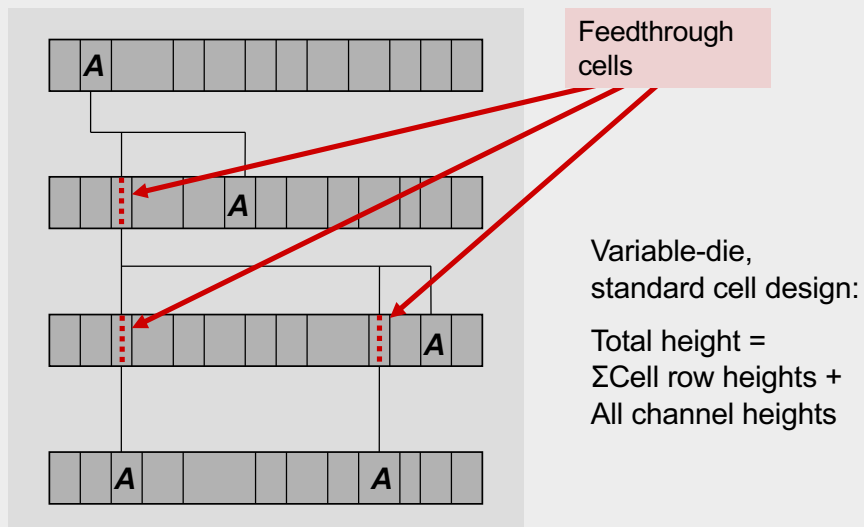 Feedthrough
cells
A
A
A
A
A
Variable-die,
standard cell design:
Total height =
ΣCell row heights +
All channel heights